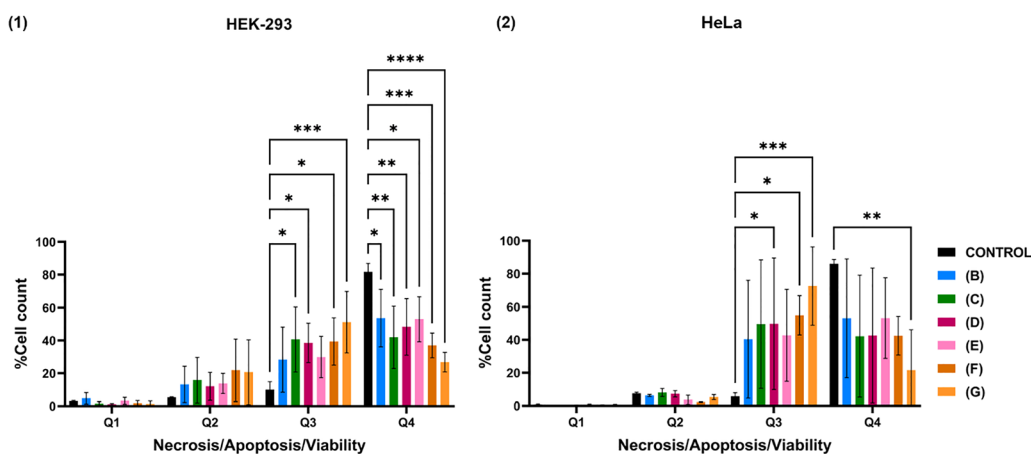 (1)
HEK-293
****
***
***
*
*
**
*
**
*
*
100
80
60
40
20
0
%Cell count
Q1 Q2 Q3 Q4
Necrosis/Apoptosis/Viability
(2)
HeLa
***
*
**
*
100
80
60
40
20
0
%Cell count
Q1 Q2 Q3 Q4
Necrosis/Apoptosis/Viability
CONTROL
(B)
(C)
(D)
(E)
(F)
(G)